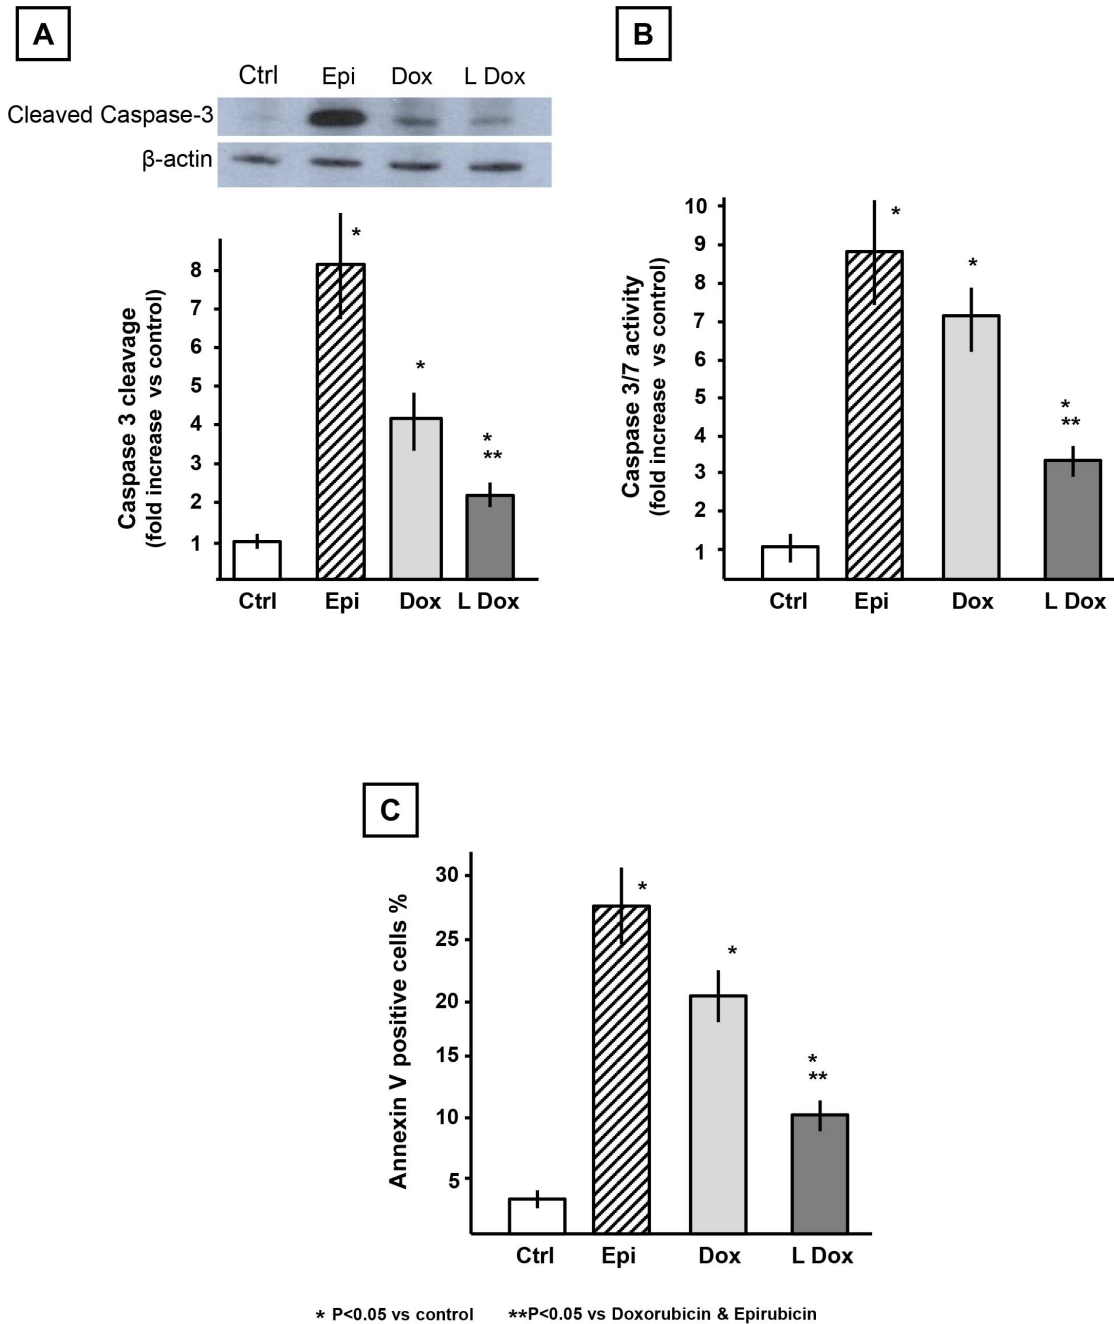 A
Ctrl Epi Dox L Dox
Cleaved Caspase-3
β-actin
Caspase 3 cleavage
(fold increase vs control)
8
7
6
5
4
3
2
1
*
*
*
**
Ctrl Epi Dox L Dox
B
Caspase 3/7 activity
(fold increase vs control)
10
9
8
7
6
5
4
3
2
1
*
*
*
**
Ctrl Epi Dox L Dox
C
Annexin V positive cells %
30
25
20
15
10
5
*
*
*
**
Ctrl Epi Dox L Dox
* P<0.05 vs control **P<0.05 vs Doxorubicin & Epirubicin